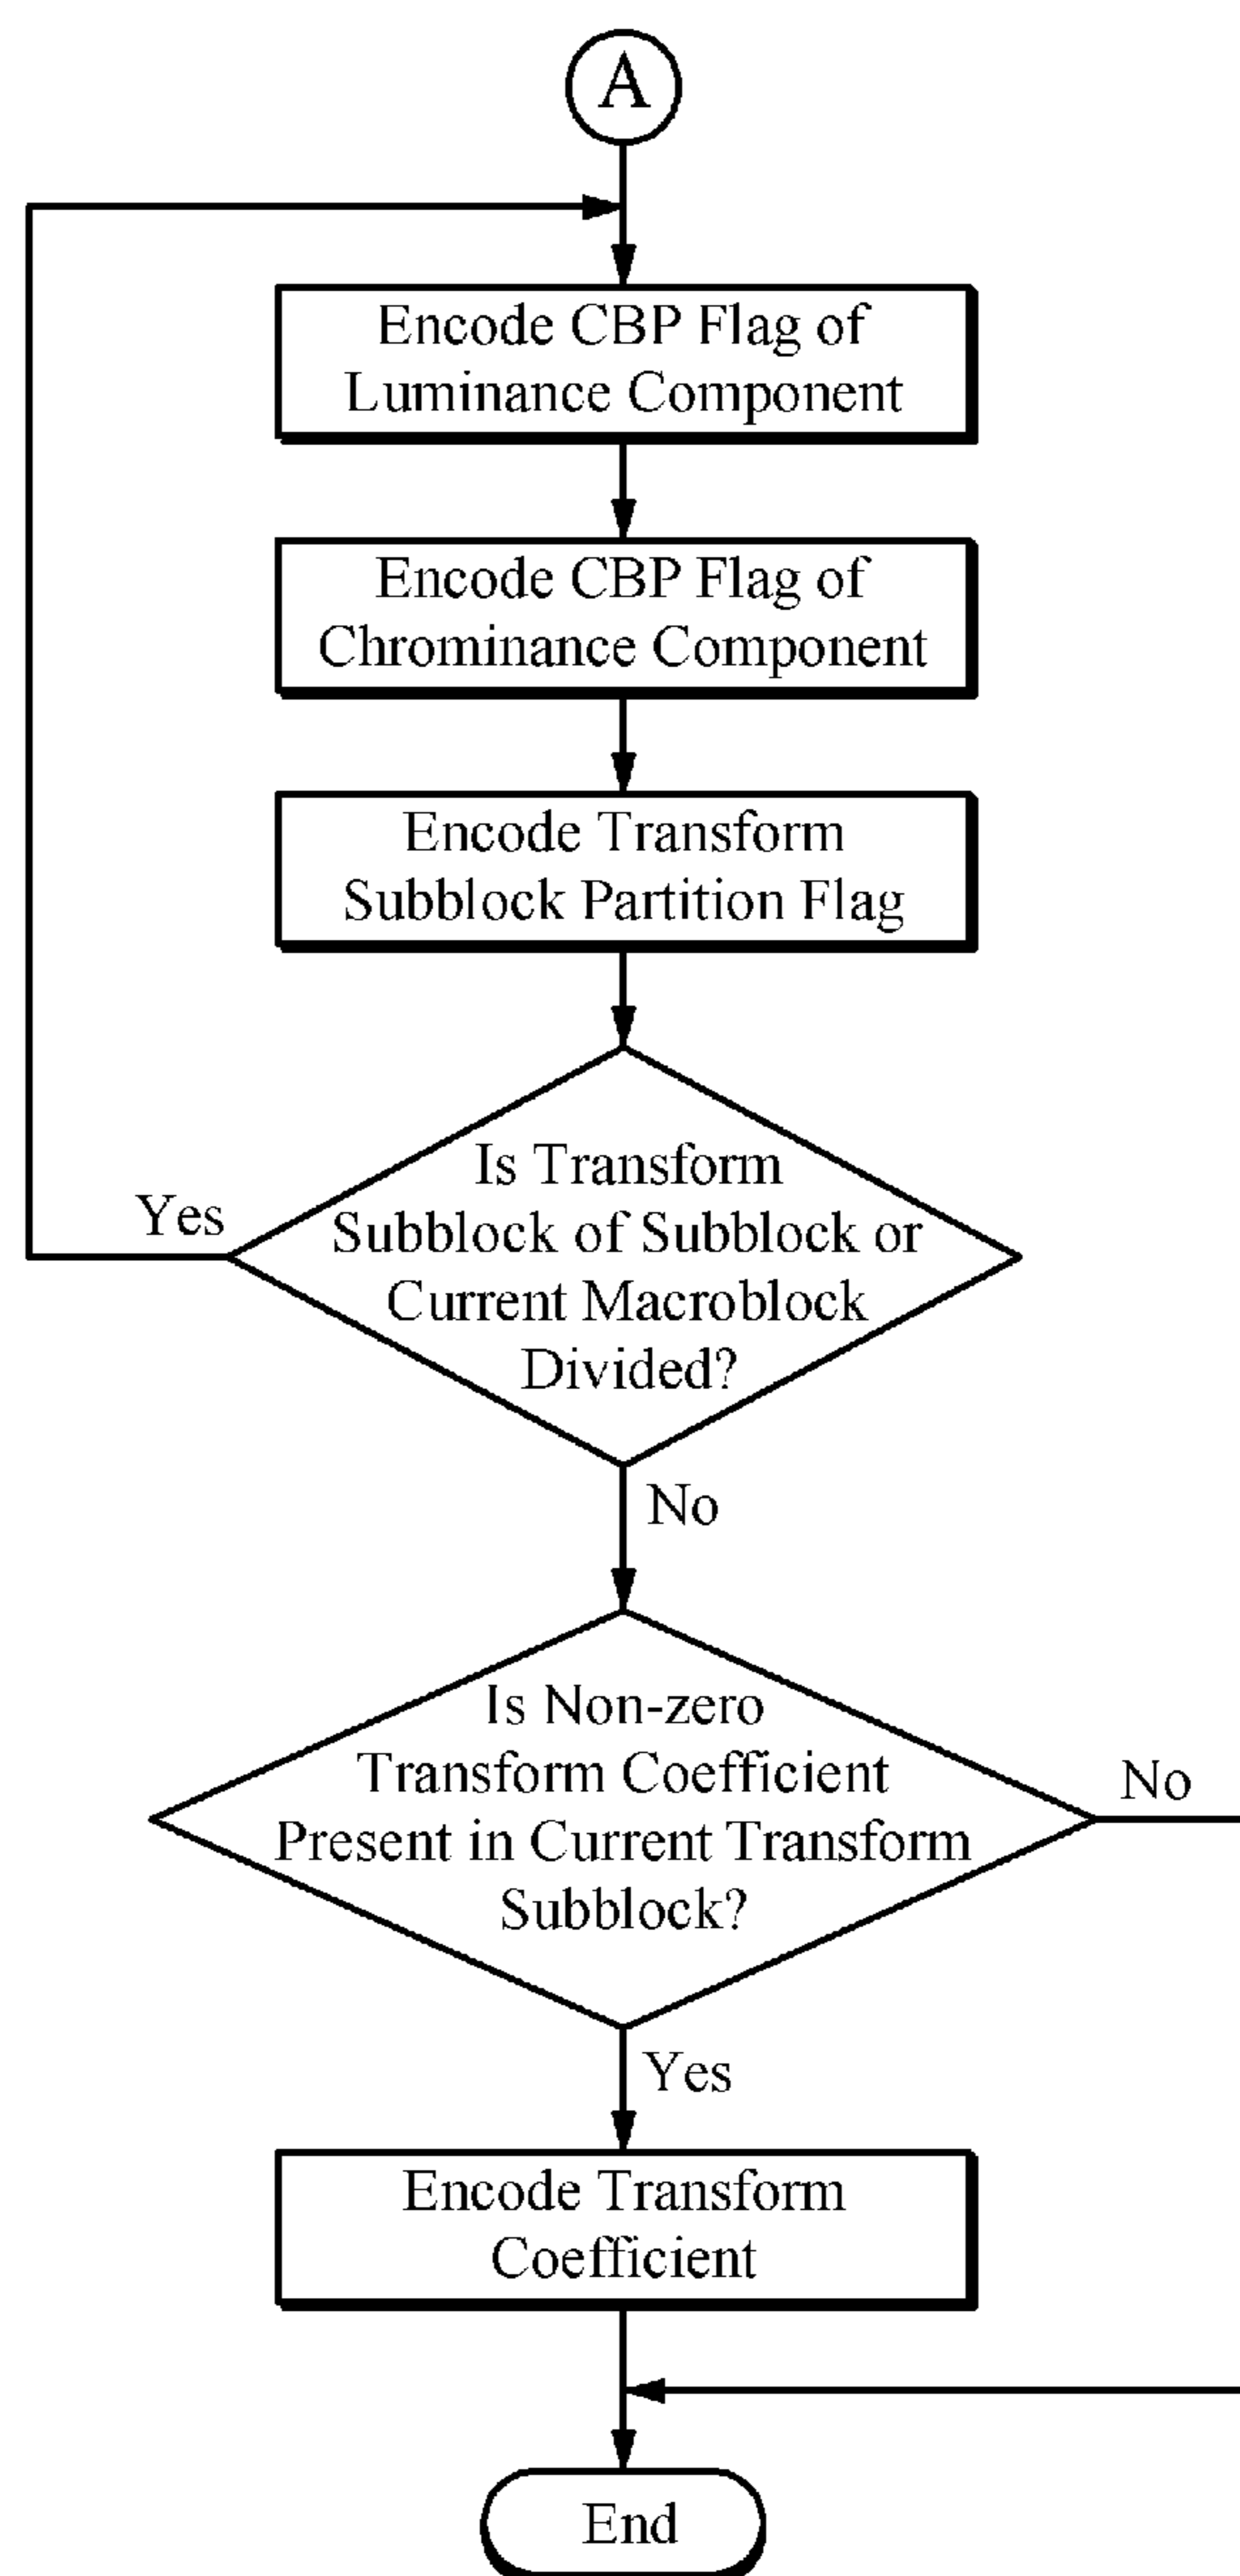 A
Encode CBP Flag of
Luminance Component
Encode CBP Flag of
Chrominance Component
Encode Transform
Subblock Partition Flag
Is Transform
Subblock of Subblock or
Current Macroblock
Divided?
Yes
No
Is Non-zero
Transform Coefficient
Present in Current Transform
Subblock?
No
Yes
Encode Transform
Coefficient
End